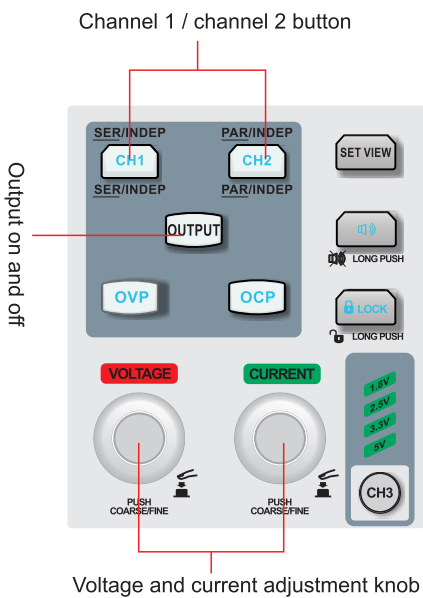 Channel 1 / channel 2 button
SER/INDEP PAR/INDEP
CH1 CH2
SER/INDEP PAR/INDEP
SET VIEW
OUTPUT
LONG PUSH
Output on and off
OVP OCP
LOCK
LONG PUSH
VOLTAGE CURRENT
1.8V
2.5V
3.3V
5V
CH3
PUSH
COARSE/FINE
PUSH
COARSE/FINE
Voltage and current adjustment knob